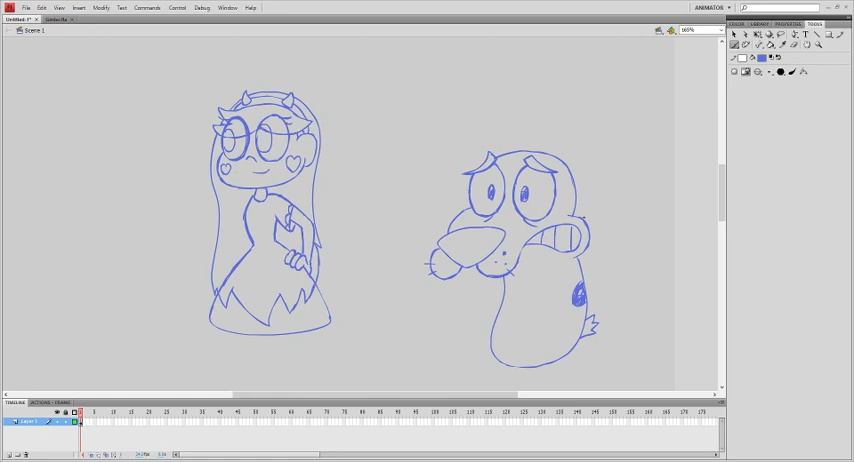 File Edit View Insert Modify Text Commands Control Debug Window Help
ANIMATOR
Untitled-1*
Scene 1
165%
COLOR LIBRARY PROPERTIES TOOLS
TIMELINE ACTIONS - FRAME
5 10 15 20 25 30 35 40 45 50 55 60 65 70 75 80 85 90 95 100 105 110 115 120 125 130 135 140 145 150 155 160 165 170 175
Layer 1